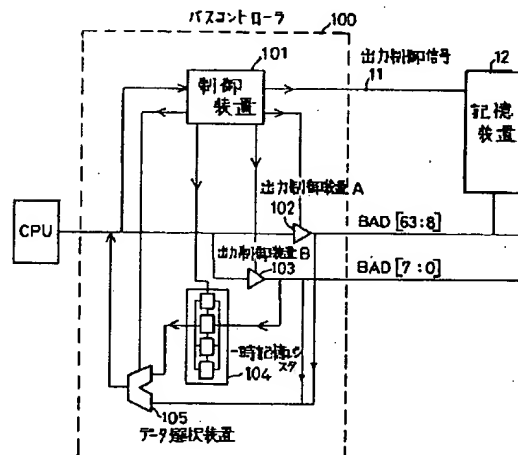 バスコントローラ
100
101
制御
装置
出力制御信号
11
12
記憶
装置
出力制御装置A
102
BAD [63:8]
CPU
出力制御装置B
103
BAD [7:0]
一時記憶レジ
スタ
104
105
データ選択装置